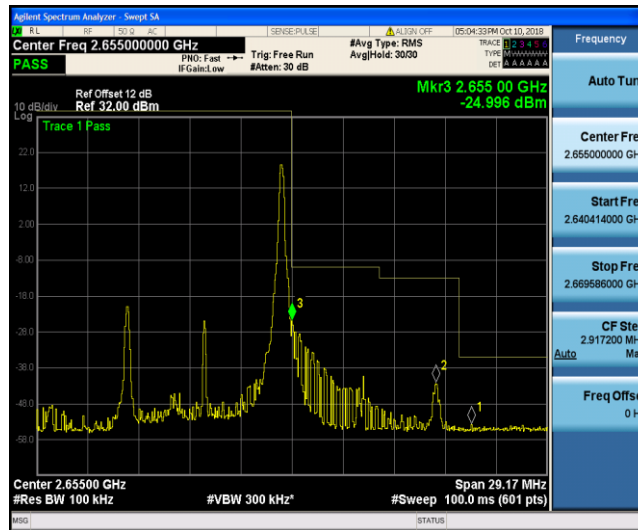 Agilent Spectrum Analyzer - Swept SA
RL RF 50 Ω AC SENSE:PULSE ALIGN OFF 05:04:33PM Oct 10, 2018
Center Freq 2.655000000 GHz
PASS
PNO: Fast
IFGain:Low
Trig: Free Run
#Atten: 30 dB
#Avg Type: RMS
Avg|Hold: 30/30
TRACE 1 2 3 4 5 6
TYPE M
DET A A A A A A
Ref Offset 12 dB
Ref 32.00 dBm
10 dB/div
Log
Mkr3 2.655 00 GHz
-24.996 dBm
Trace 1 Pass
22.0
12.0
2.00
-8.00
-18.0
-28.0
-38.0
-48.0
-58.0
3
2
1
Center 2.65500 GHz
Span 29.17 MHz
#Res BW 100 kHz
#VBW 300 kHz*
#Sweep 100.0 ms (601 pts)
MSG
STATUS
Frequency
Auto Tun
Center Fre
2.655000000 GH
Start Fre
2.640414000 GH
Stop Fre
2.669586000 GH
CF Ste
2.917200 MH
Auto Ma
Freq Offse
0 H